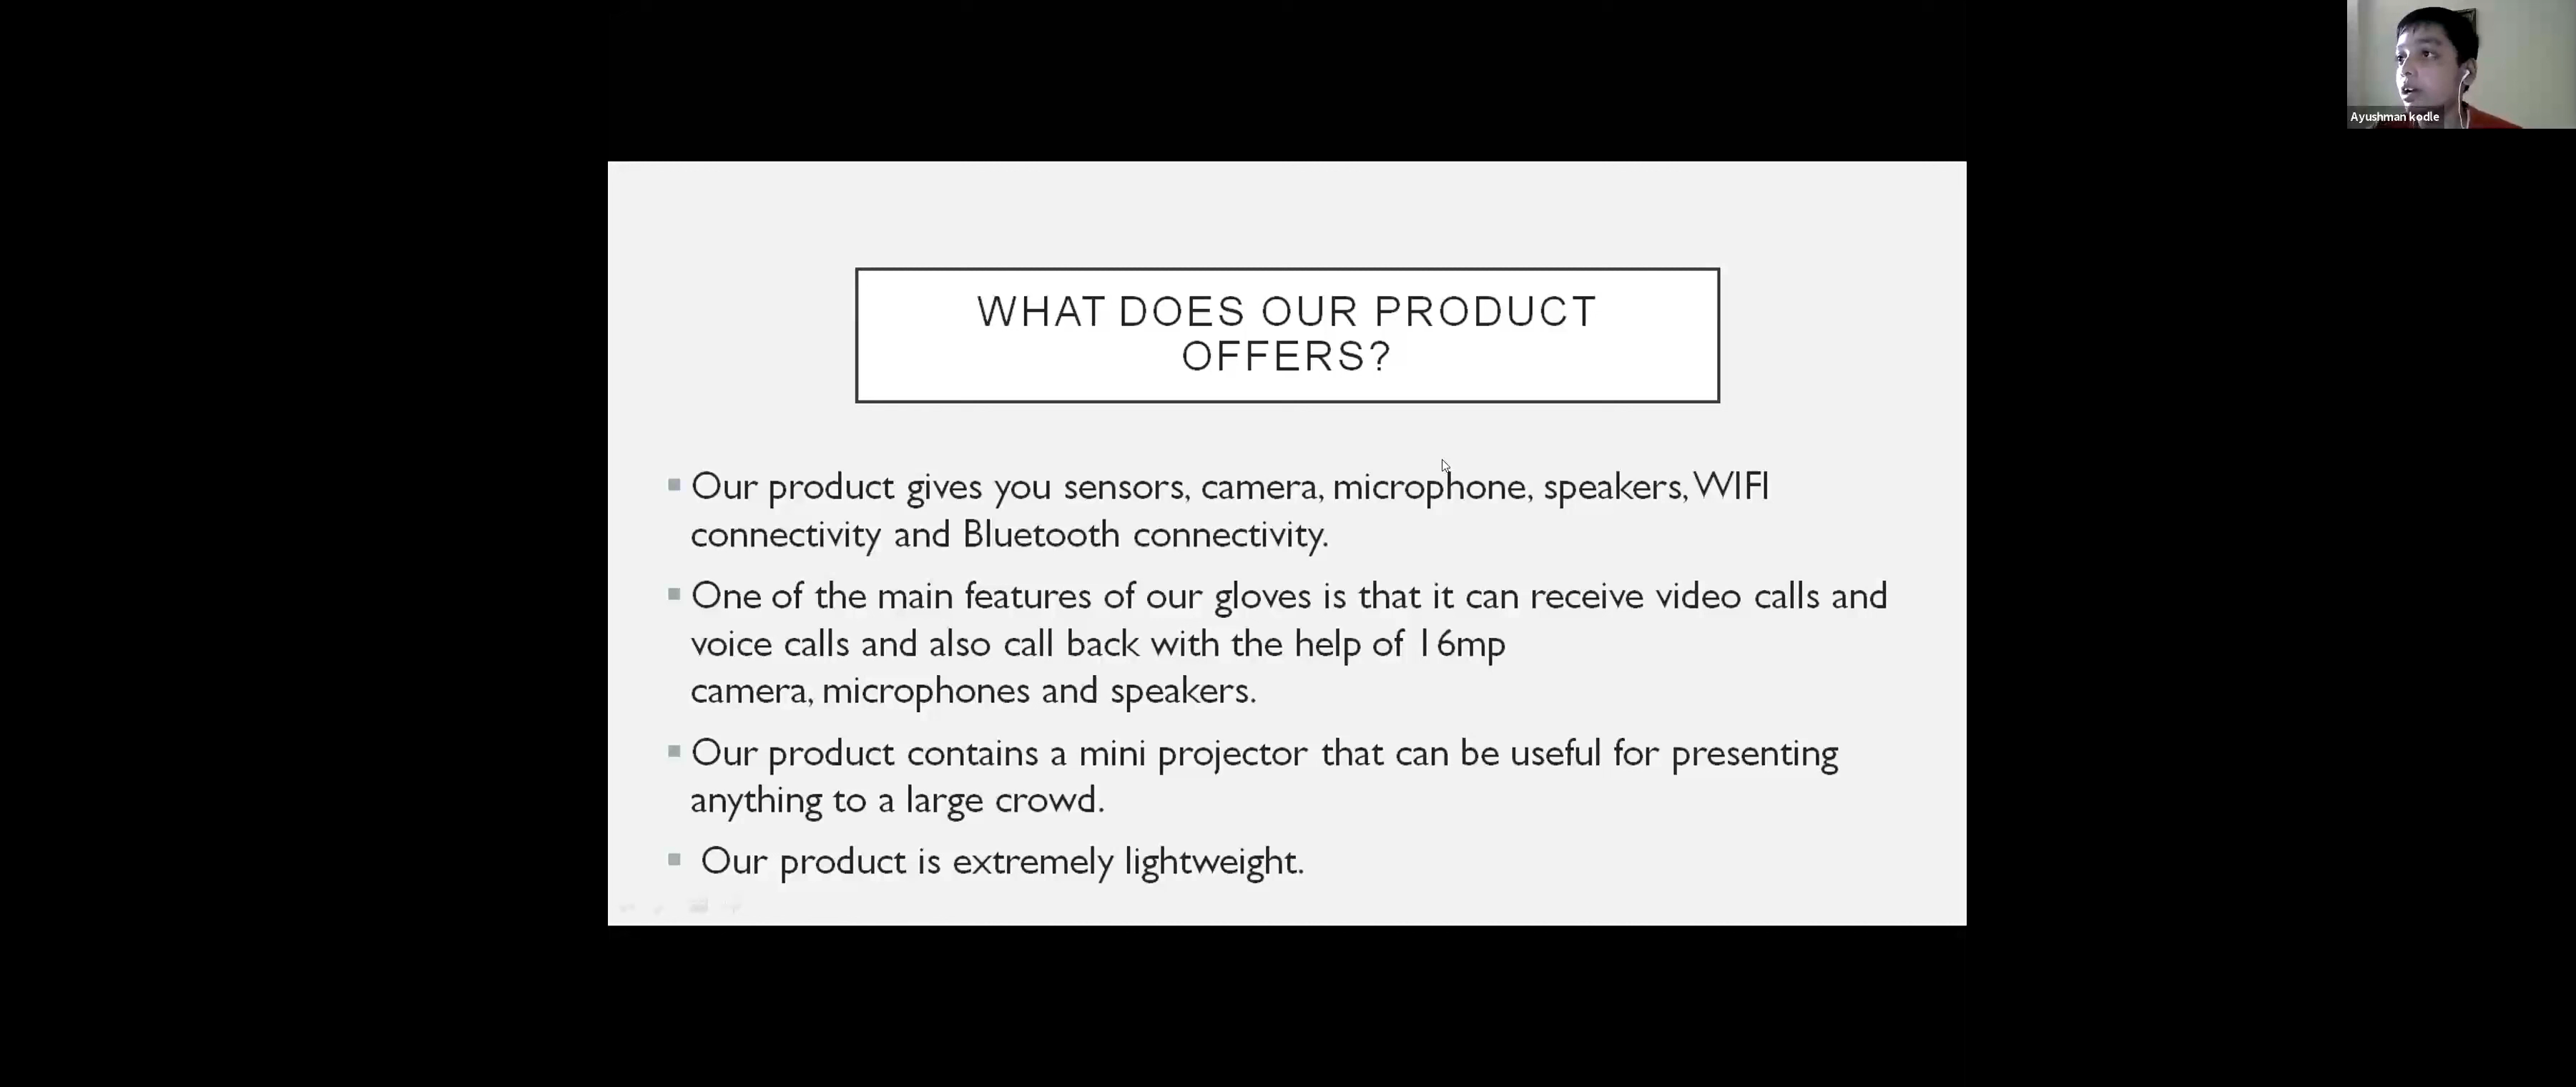 Ayushman kodle
WHAT DOES OUR PRODUCT
OFFERS?
Our product gives you sensors, camera, microphone, speakers, WIFI
connectivity and Bluetooth connectivity.
One of the main features of our gloves is that it can receive video calls and
voice calls and also call back with the help of 16mp
camera, microphones and speakers.
Our product contains a mini projector that can be useful for presenting
anything to a large crowd.
Our product is extremely lightweight.